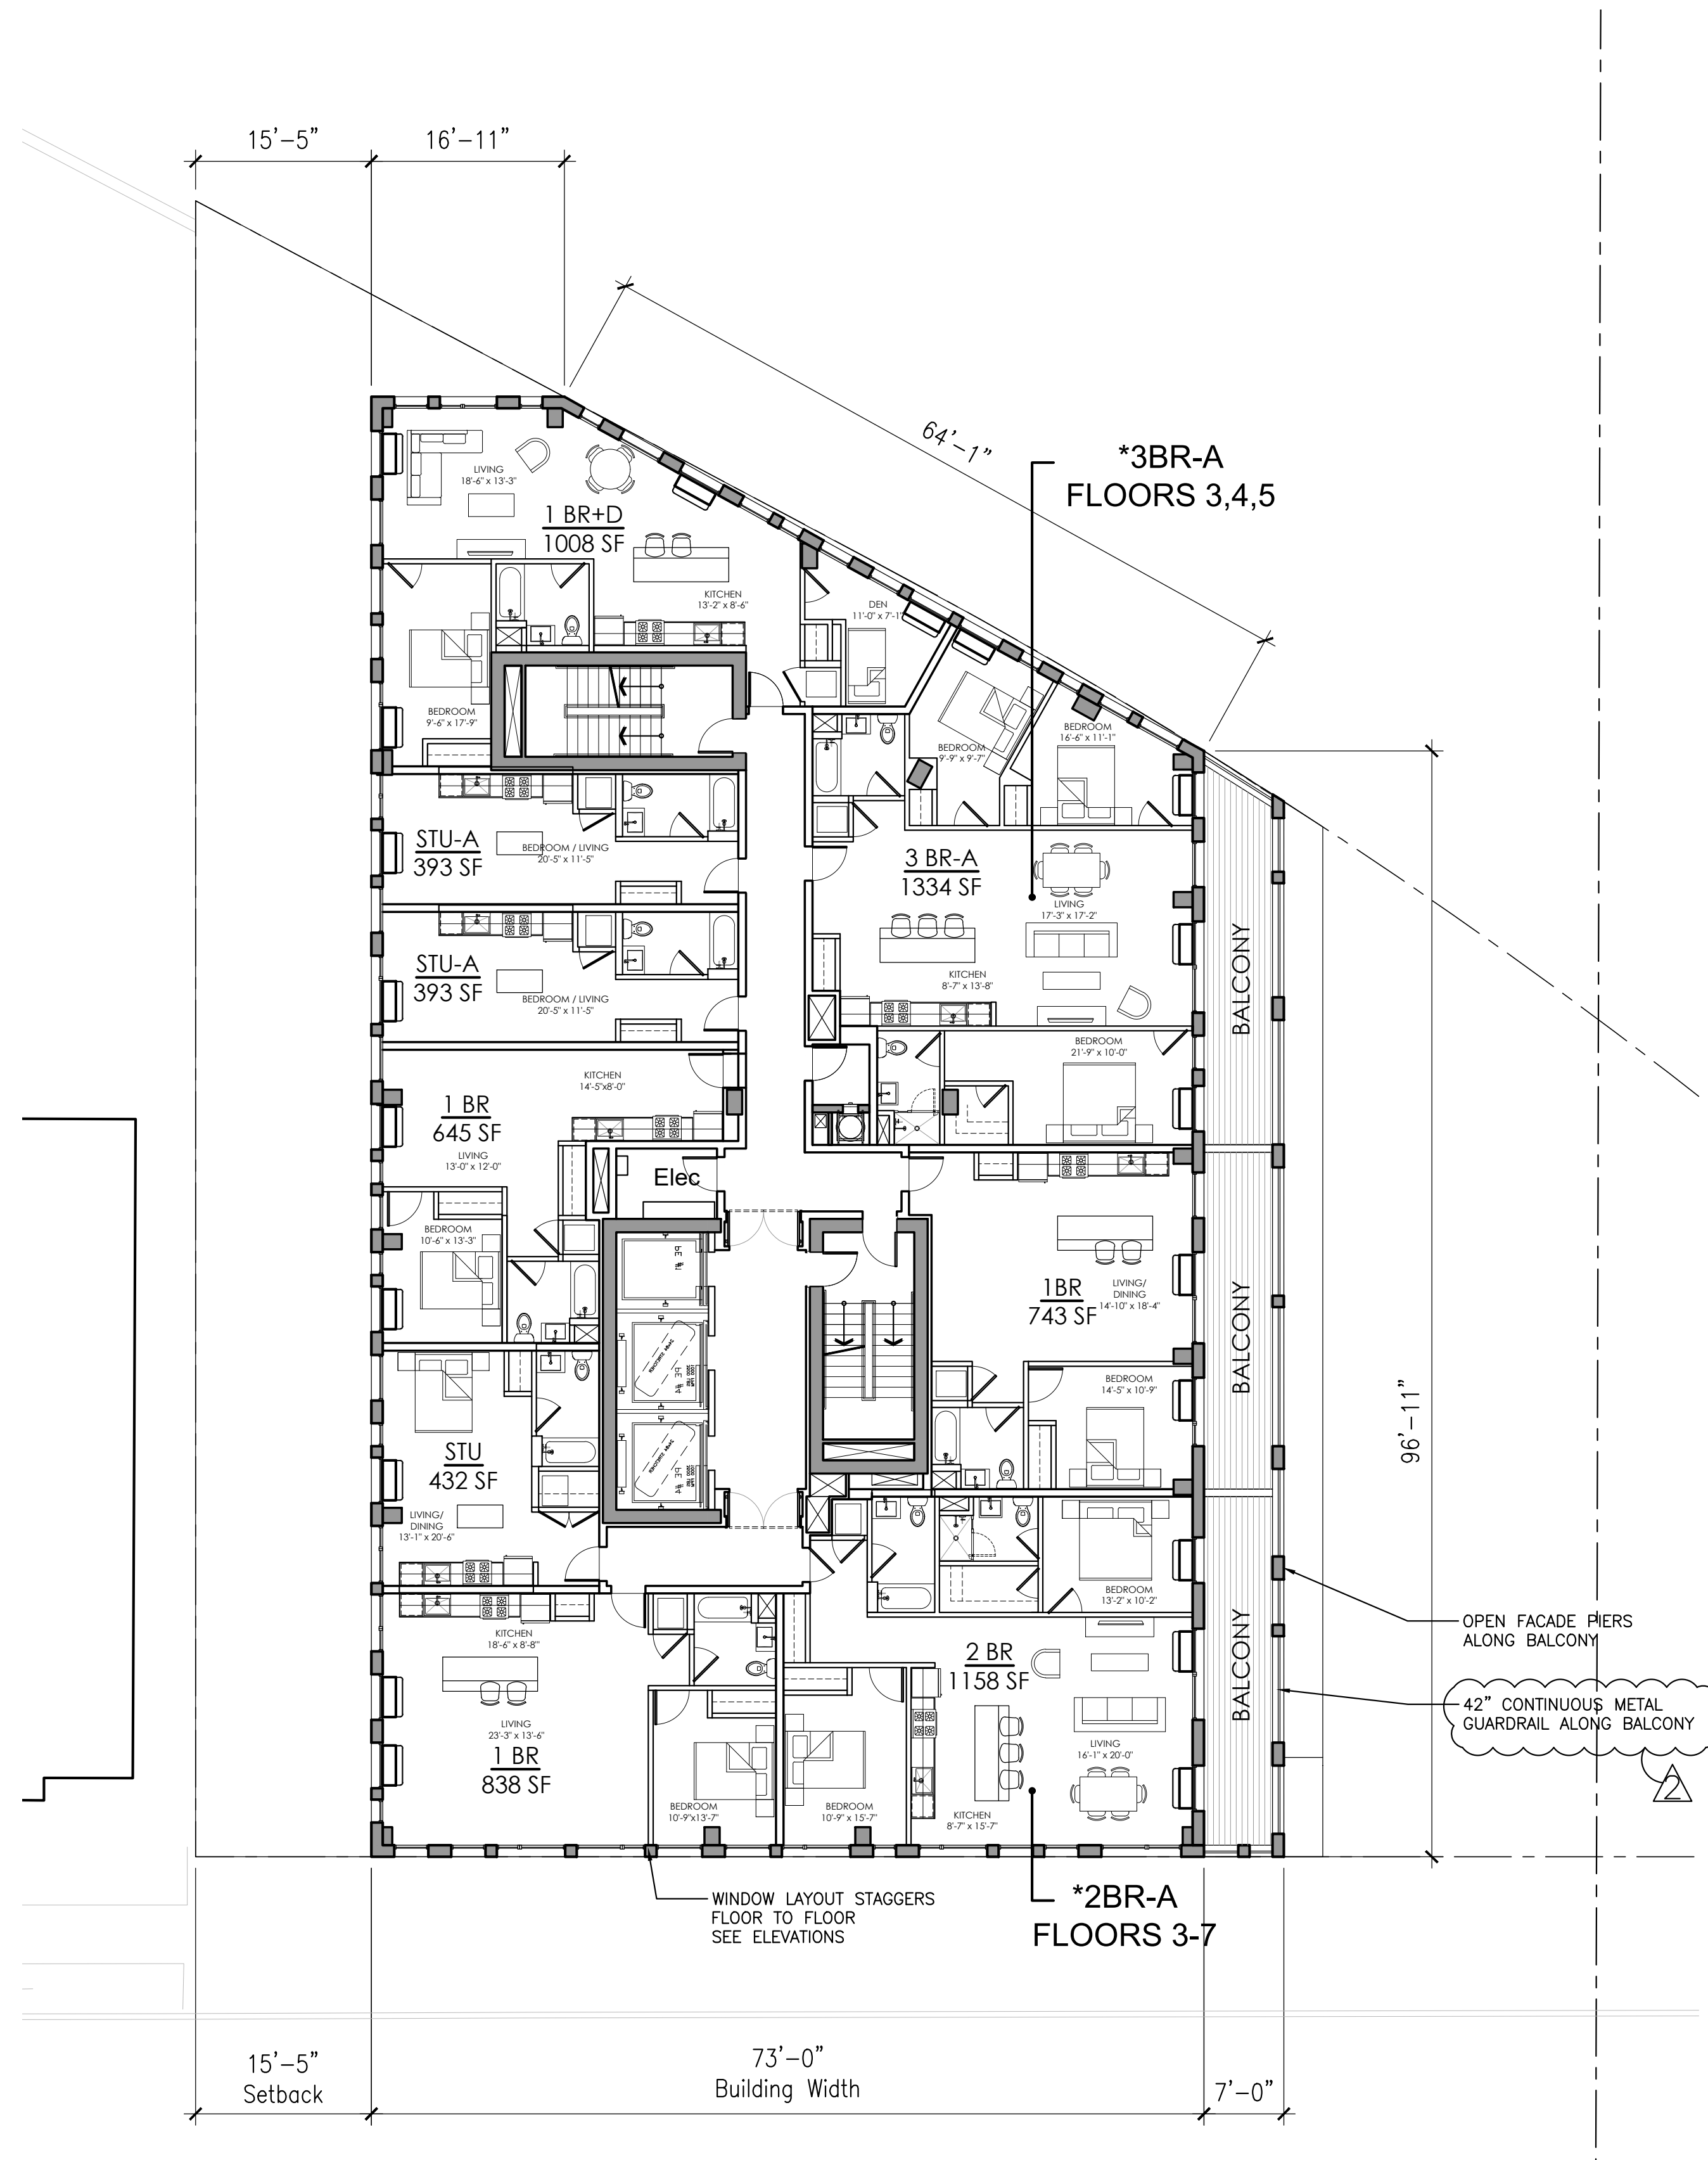 15'-5"
16'-11"
64'-1"
*3BR-A
FLOORS 3,4,5
LIVING
18'-6" x 13'-3"
1 BR+D
1008 SF
KITCHEN
13'-2" x 8'-6"
DEN
11'-0" x 7'-1"
BEDROOM
9'-6" x 17'-9"
BEDROOM
9'-9" x 9'-7"
BEDROOM
16'-6" x 11'-1"
STU-A
393 SF
BEDROOM / LIVING
20'-5" x 11'-5"
3 BR-A
1334 SF
LIVING
17'-3" x 17'-2"
KITCHEN
8'-7" x 13'-8"
BALCONY
STU-A
393 SF
BEDROOM / LIVING
20'-5" x 11'-5"
BEDROOM
21'-9" x 10'-0"
KITCHEN
14'-5"x8'-0"
1 BR
645 SF
LIVING
13'-0" x 12'-0"
Elec
BEDROOM
10'-6" x 13'-3"
1BR
743 SF
LIVING/
DINING
14'-10" x 18'-4"
BALCONY
BEDROOM
14'-5" x 10'-9"
96'-11"
STU
432 SF
LIVING/
DINING
13'-1" x 20'-6"
BEDROOM
13'-2" x 10'-2"
KITCHEN
18'-6" x 8'-8"
LIVING
23'-3" x 13'-6"
1 BR
838 SF
BEDROOM
10'-9"x13'-7"
BEDROOM
10'-9" x 15'-7"
2 BR
1158 SF
LIVING
16'-1" x 20'-0"
KITCHEN
8'-7" x 15'-7"
BALCONY
OPEN FACADE PIERS
ALONG BALCONY
42" CONTINUOUS METAL
GUARDRAIL ALONG BALCONY
2
WINDOW LAYOUT STAGGERS
FLOOR TO FLOOR
SEE ELEVATIONS
*2BR-A
FLOORS 3-7
15'-5"
Setback
73'-0"
Building Width
7'-0"